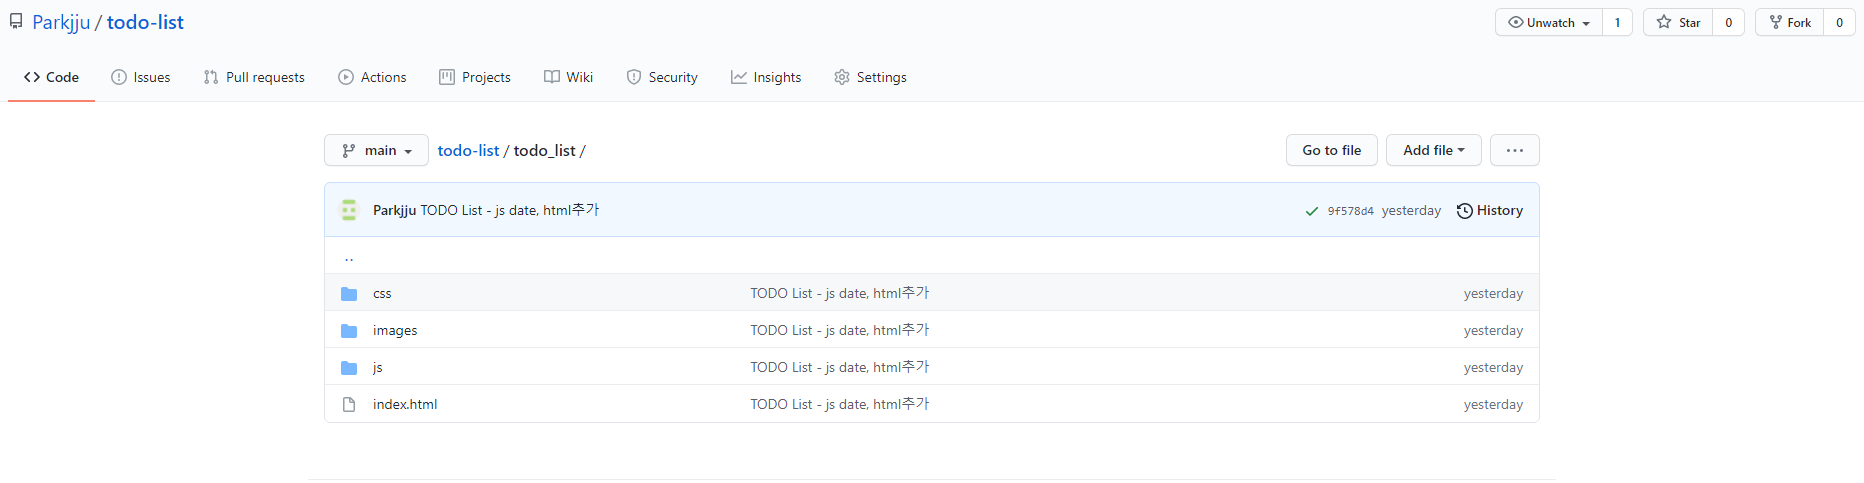 Parkjju / todo-list
Unwatch 1 Star 0 Fork 0
Code Issues Pull requests Actions Projects Wiki Security Insights Settings
main todo-list / todo_list / Go to file Add file ...
Parkjju TODO List - js date, html추가 9f578d4 yesterday History
..
css TODO List - js date, html추가 yesterday
images TODO List - js date, html추가 yesterday
js TODO List - js date, html추가 yesterday
index.html TODO List - js date, html추가 yesterday